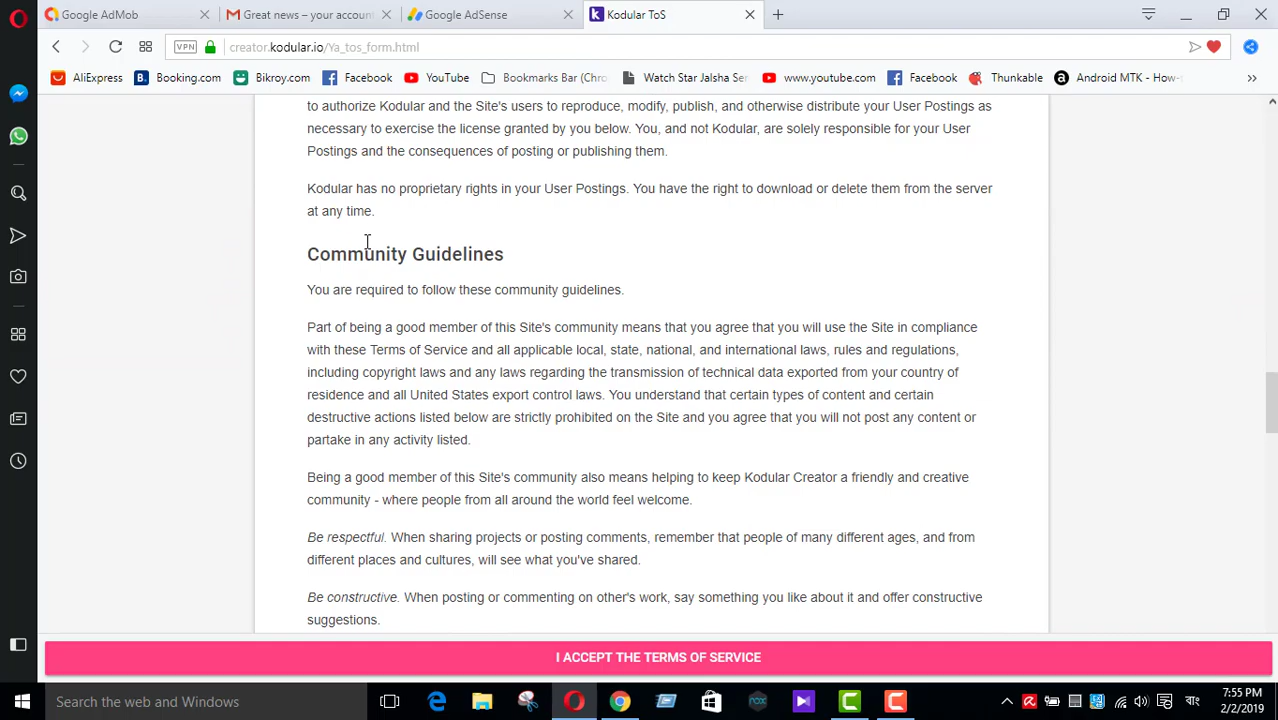 Google AdMob
Great news – your accoun
Google AdSense
Kodular ToS
VPN
creator.kodular.io/Ya_tos_form.html
AliExpress
Booking.com
Bikroy.com
Facebook
YouTube
Bookmarks Bar (Chro
Watch Star Jalsha Se
www.youtube.com
Facebook
Thunkable
Android MTK - How-
to authorize Kodular and the Site's users to reproduce, modify, publish, and otherwise distribute your User Postings as
necessary to exercise the license granted by you below. You, and not Kodular, are solely responsible for your User
Postings and the consequences of posting or publishing them.
Kodular has no proprietary rights in your User Postings. You have the right to download or delete them from the server
at any time.
Community Guidelines
You are required to follow these community guidelines.
Part of being a good member of this Site's community means that you agree that you will use the Site in compliance
with these Terms of Service and all applicable local, state, national, and international laws, rules and regulations,
including copyright laws and any laws regarding the transmission of technical data exported from your country of
residence and all United States export control laws. You understand that certain types of content and certain
destructive actions listed below are strictly prohibited on the Site and you agree that you will not post any content or
partake in any activity listed.
Being a good member of this Site's community also means helping to keep Kodular Creator a friendly and creative
community - where people from all around the world feel welcome.
Be respectful. When sharing projects or posting comments, remember that people of many different ages, and from
different places and cultures, will see what you've shared.
Be constructive. When posting or commenting on other's work, say something you like about it and offer constructive
suggestions.
I ACCEPT THE TERMS OF SERVICE
Search the web and Windows
বাং
7:55 PM
2/2/2019